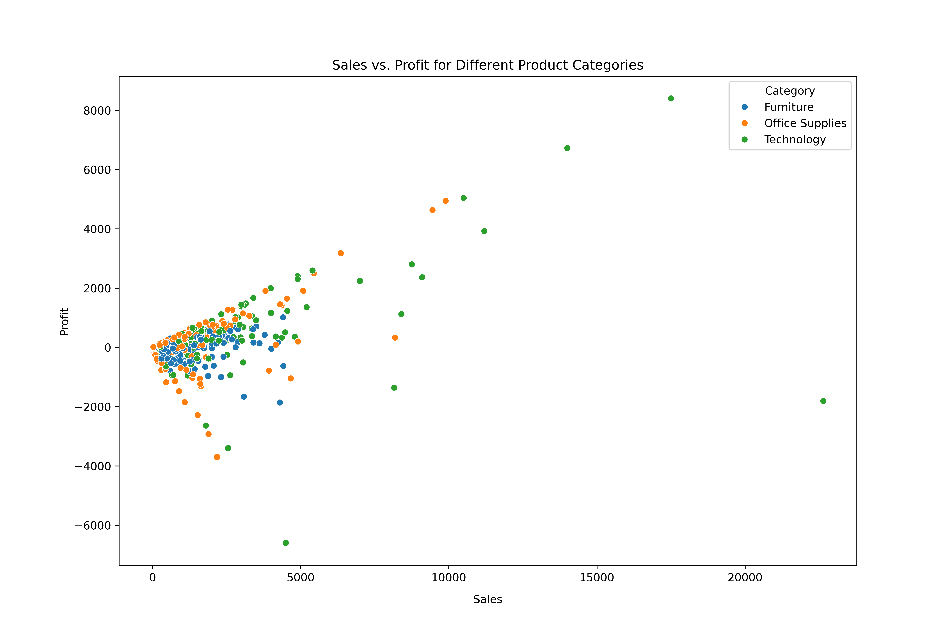 Sales vs. Profit for Different Product Categories
Category
Furniture
Office Supplies
Technology
8000
6000
4000
2000
0
−2000
−4000
−6000
Profit
0
5000
10000
15000
20000
Sales